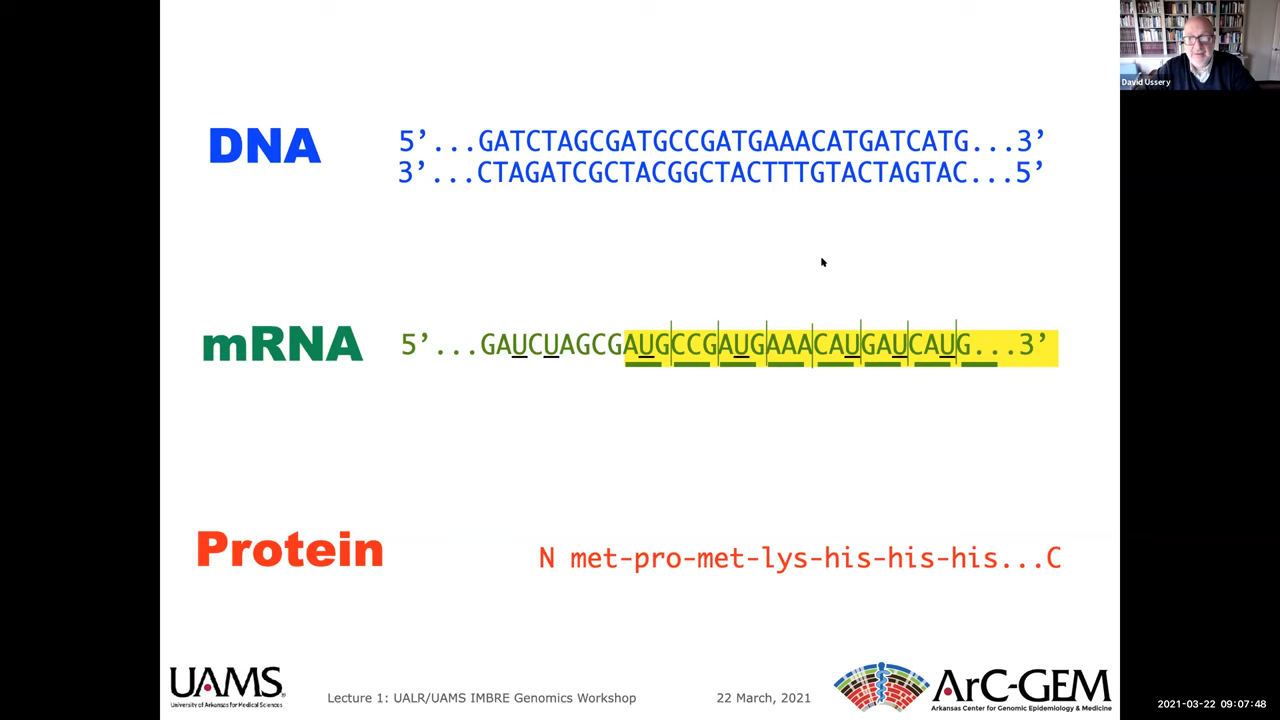 David Ussery
DNA
5’...GATCTAGCGATGCCGATGAAACATGATCATG...3’
3’...CTAGATCGCTACGGCTACTTTGTACTAGTAC...5’
mRNA
5’...GAUCUAGCGAUGCCGAUGAAACAUGAUCAUG...3’
Protein
N met-pro-met-lys-his-his-his...C
UAMS
University of Arkansas for Medical Sciences
Lecture 1: UALR/UAMS IMBRE Genomics Workshop
22 March, 2021
ArC-GEM
Arkansas Center for Genomic Epidemiology & Medicine
2021-03-22 09:07:48